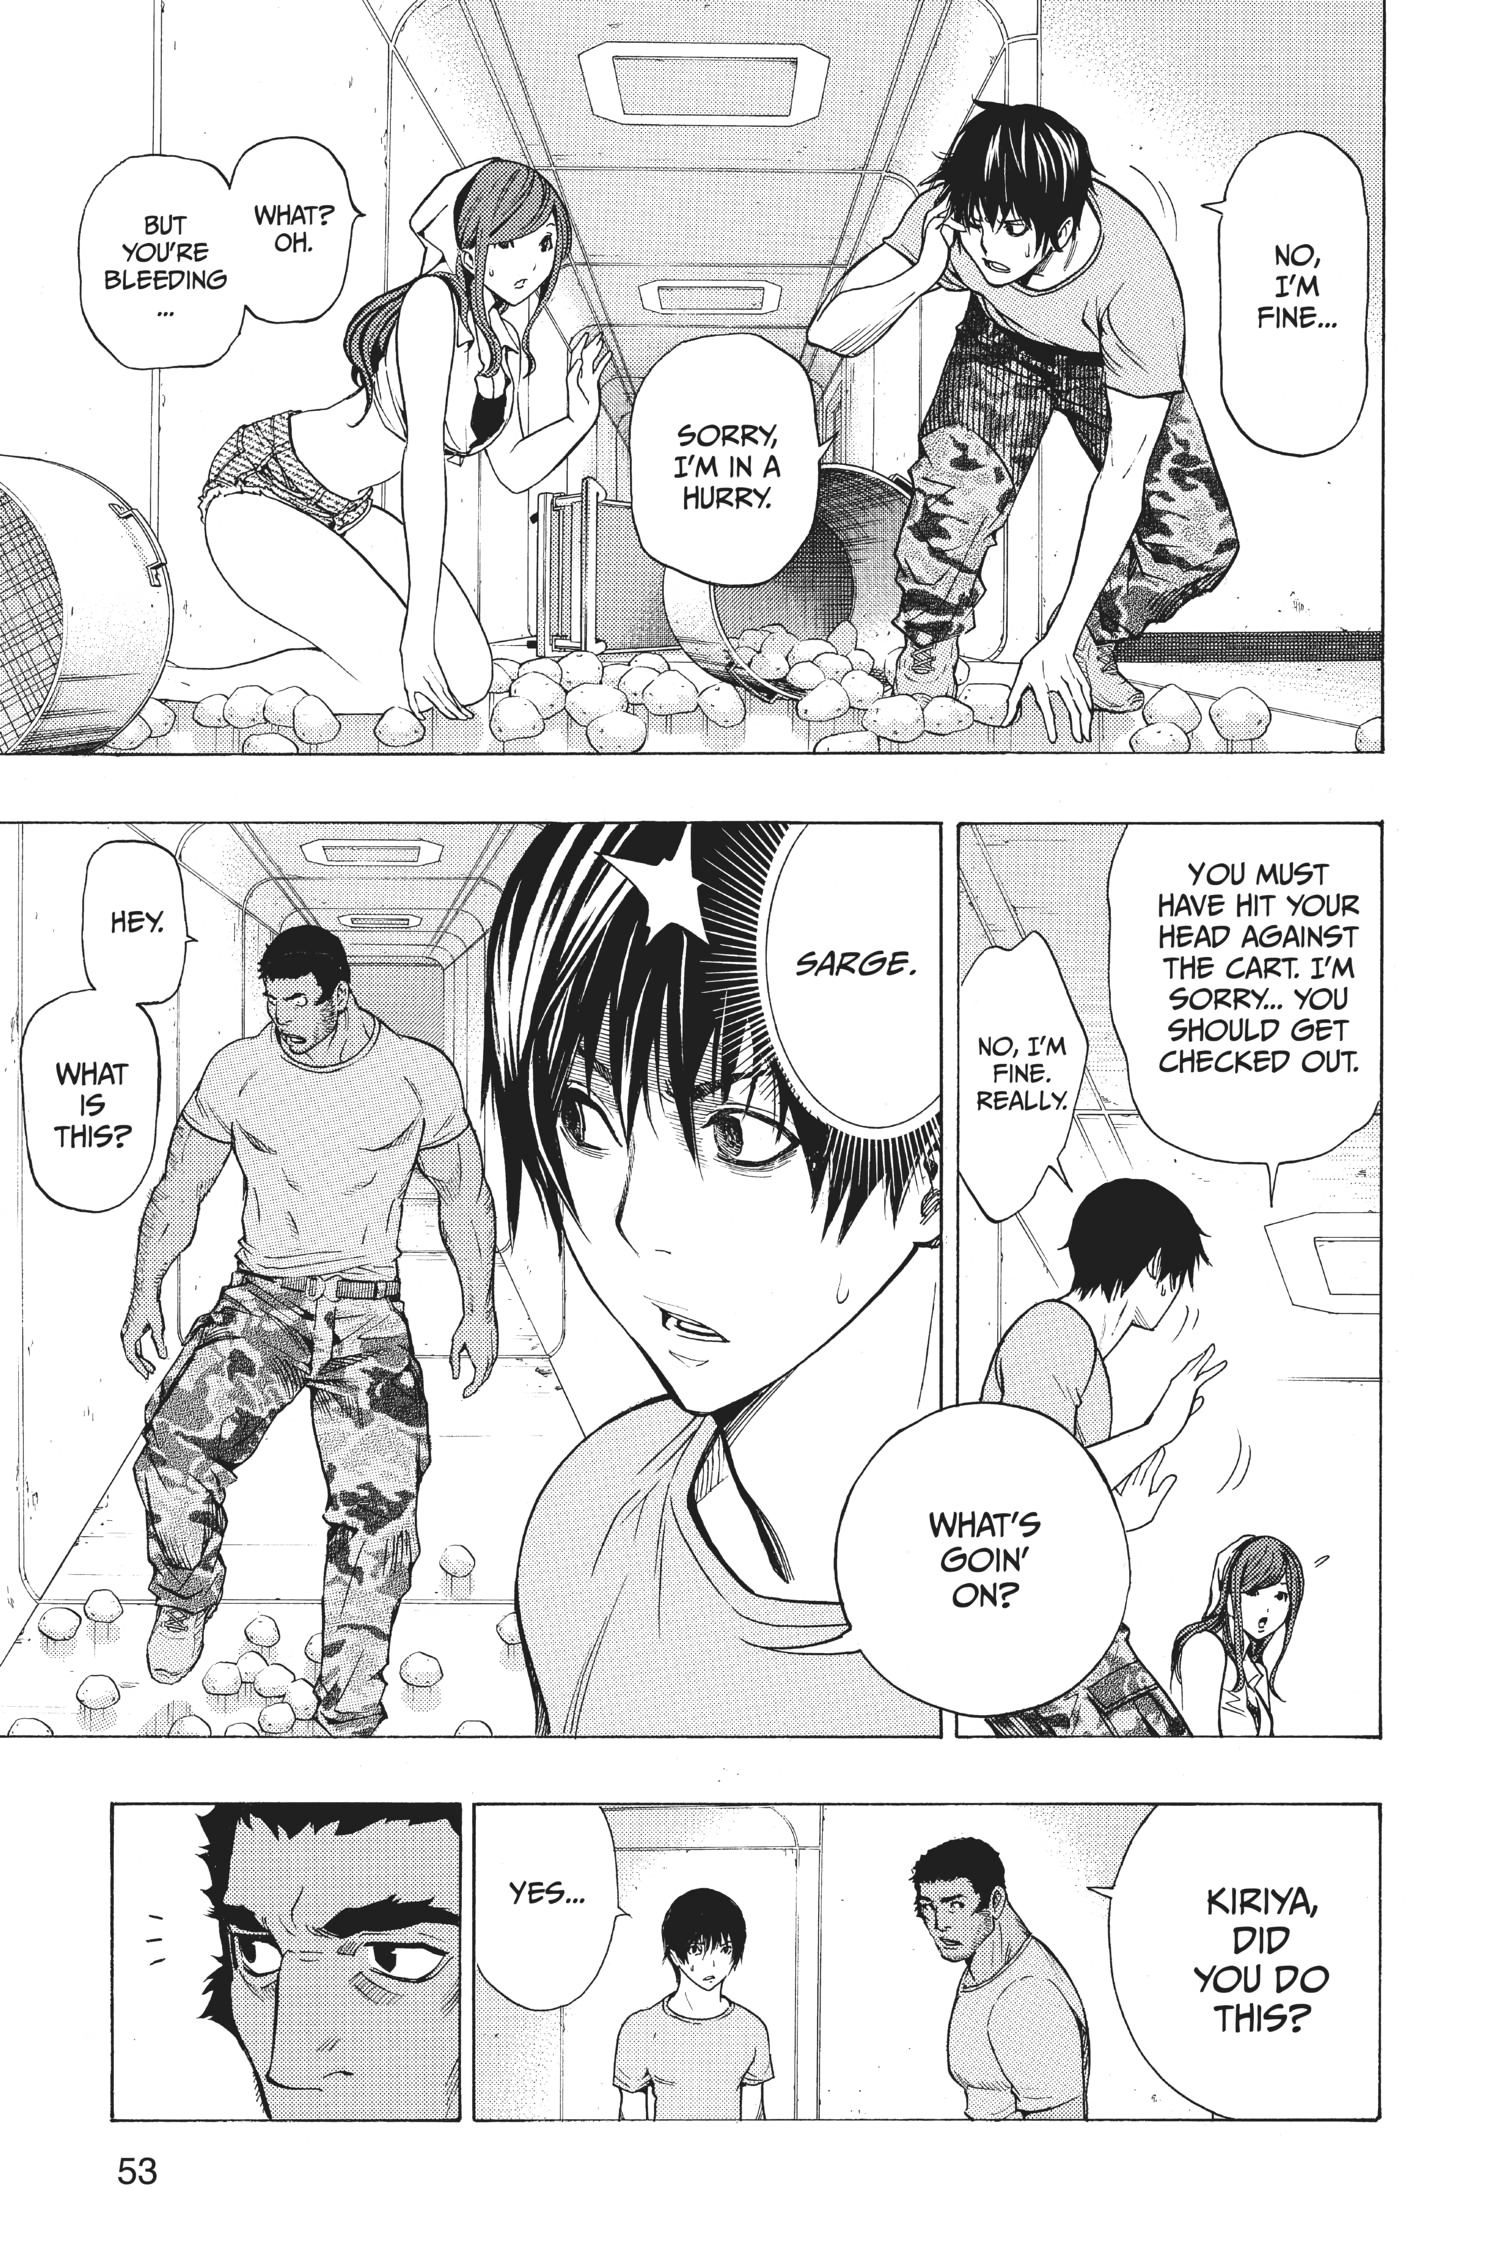 NO,
I'M
FINE...
SORRY,
I'M IN A
HURRY.
WHAT?
OH.
BUT
YOU'RE
BLEEDING
...
YOU MUST
HAVE HIT YOUR
HEAD AGAINST
THE CART. I'M
SORRY... YOU
SHOULD GET
CHECKED OUT.
NO, I'M
FINE.
REALLY.
WHAT'S
GOIN'
ON?
SARGE.
HEY.
WHAT
IS
THIS?
KIRIYA,
DID
YOU DO
THIS?
YES...
53